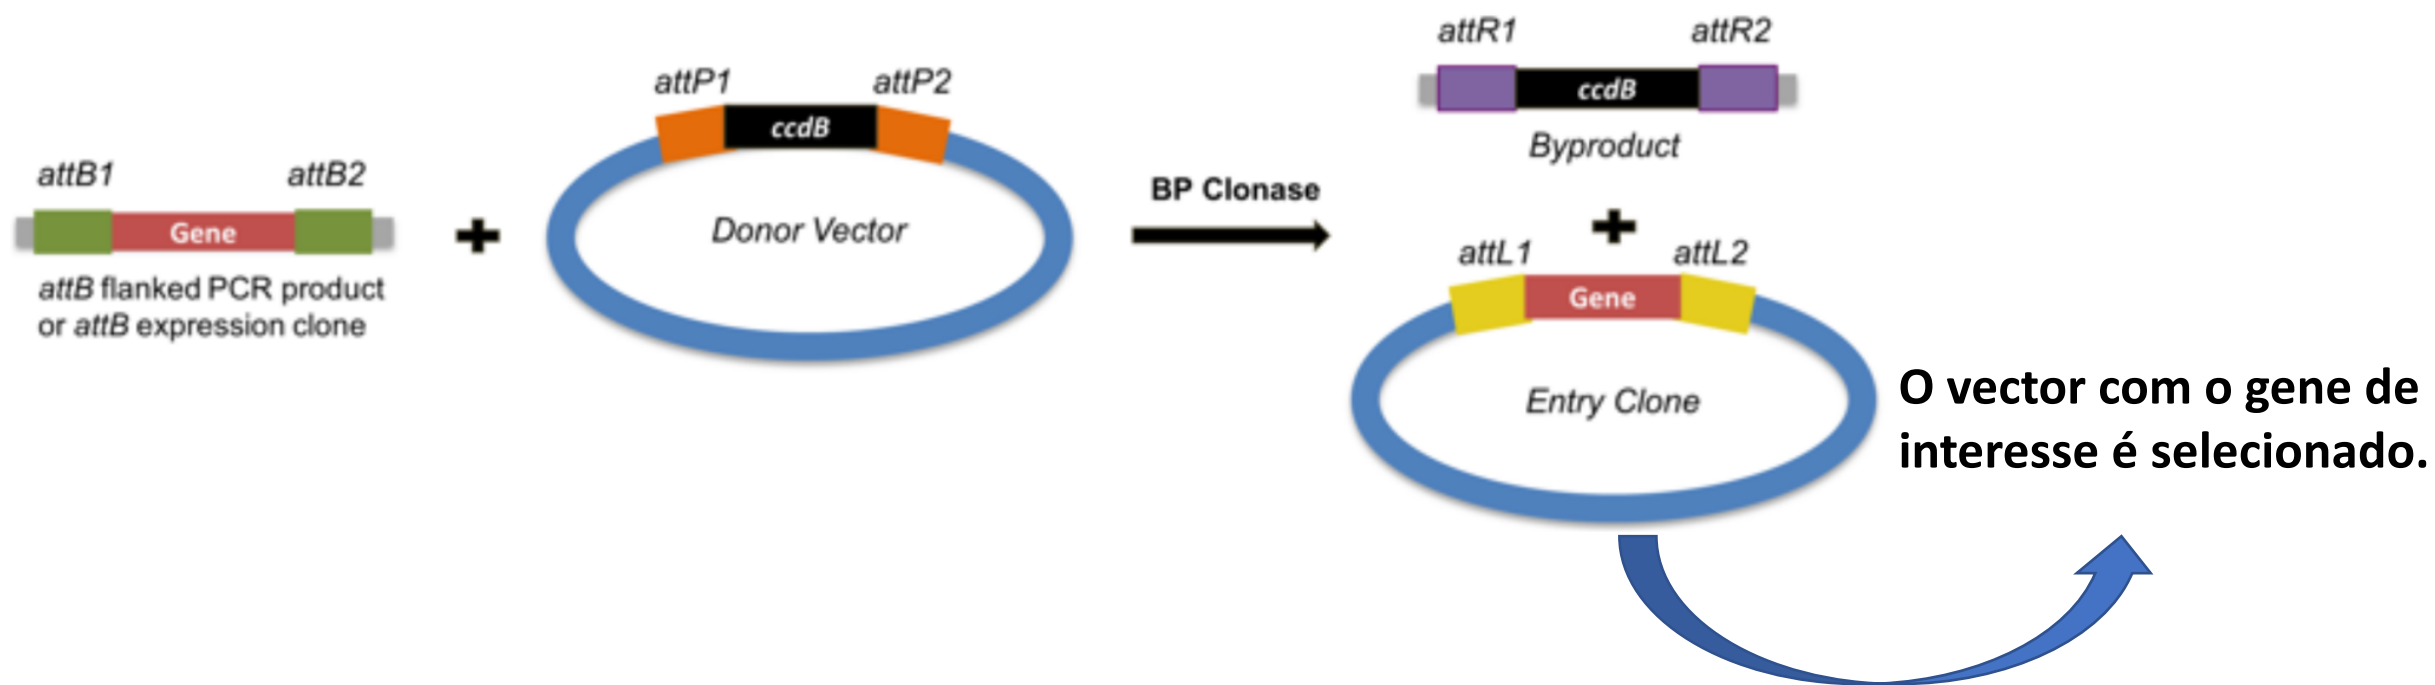 attB1
attB2
Gene
attB flanked PCR product
or attB expression clone
attP1
attP2
ccdB
Donor Vector
BP Clonase
attR1
attR2
ccdB
Byproduct
attL1
attL2
Gene
Entry Clone
O vector com o gene de
interesse é selecionado.